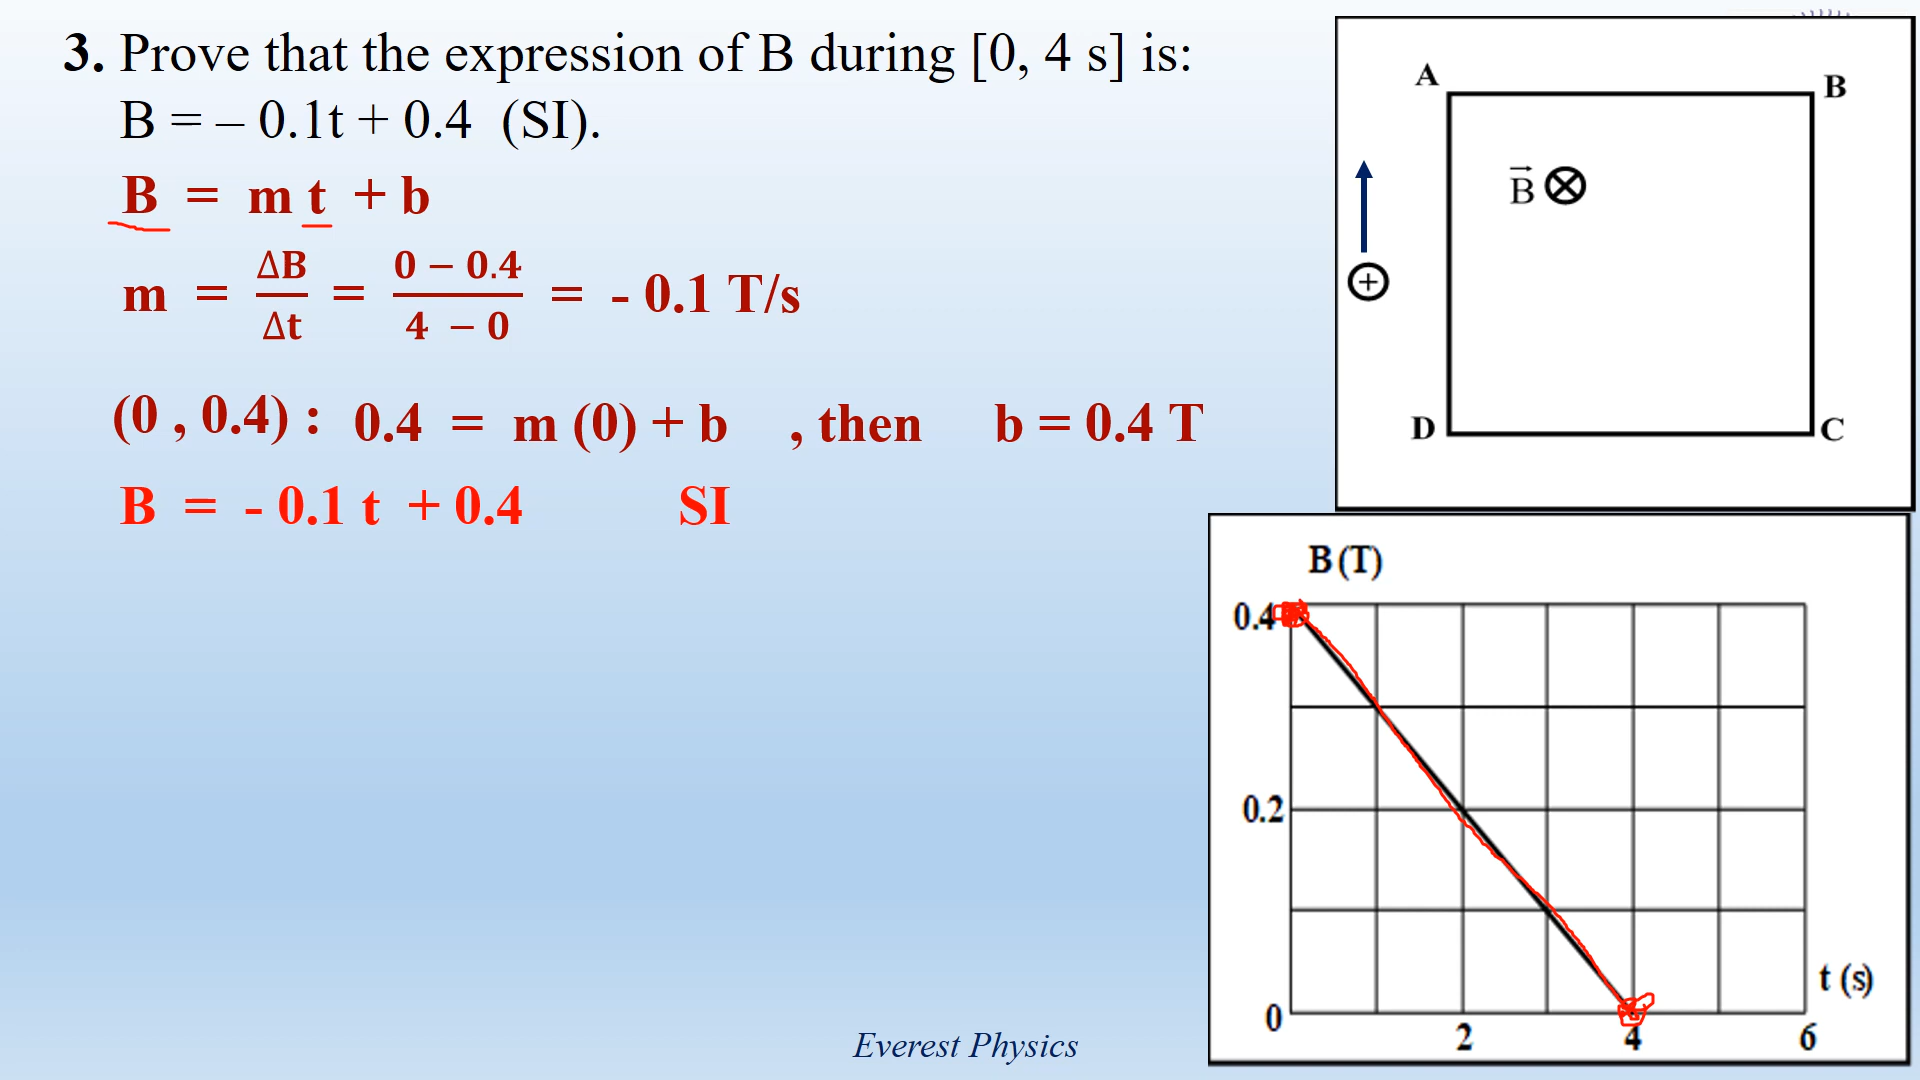 3. Prove that the expression of B during [0, 4 s] is:
B = – 0.1t + 0.4 (SI).
B = m t + b
m = ΔB/Δt = (0 − 0.4)/(4 − 0) = - 0.1 T/s
(0 , 0.4) : 0.4 = m (0) + b , then b = 0.4 T
B = - 0.1 t + 0.4 SI
A
B
B⃗ ⊗
+
D
C
B (T)
0.4
0.2
t (s)
0
2
4
6
Everest Physics